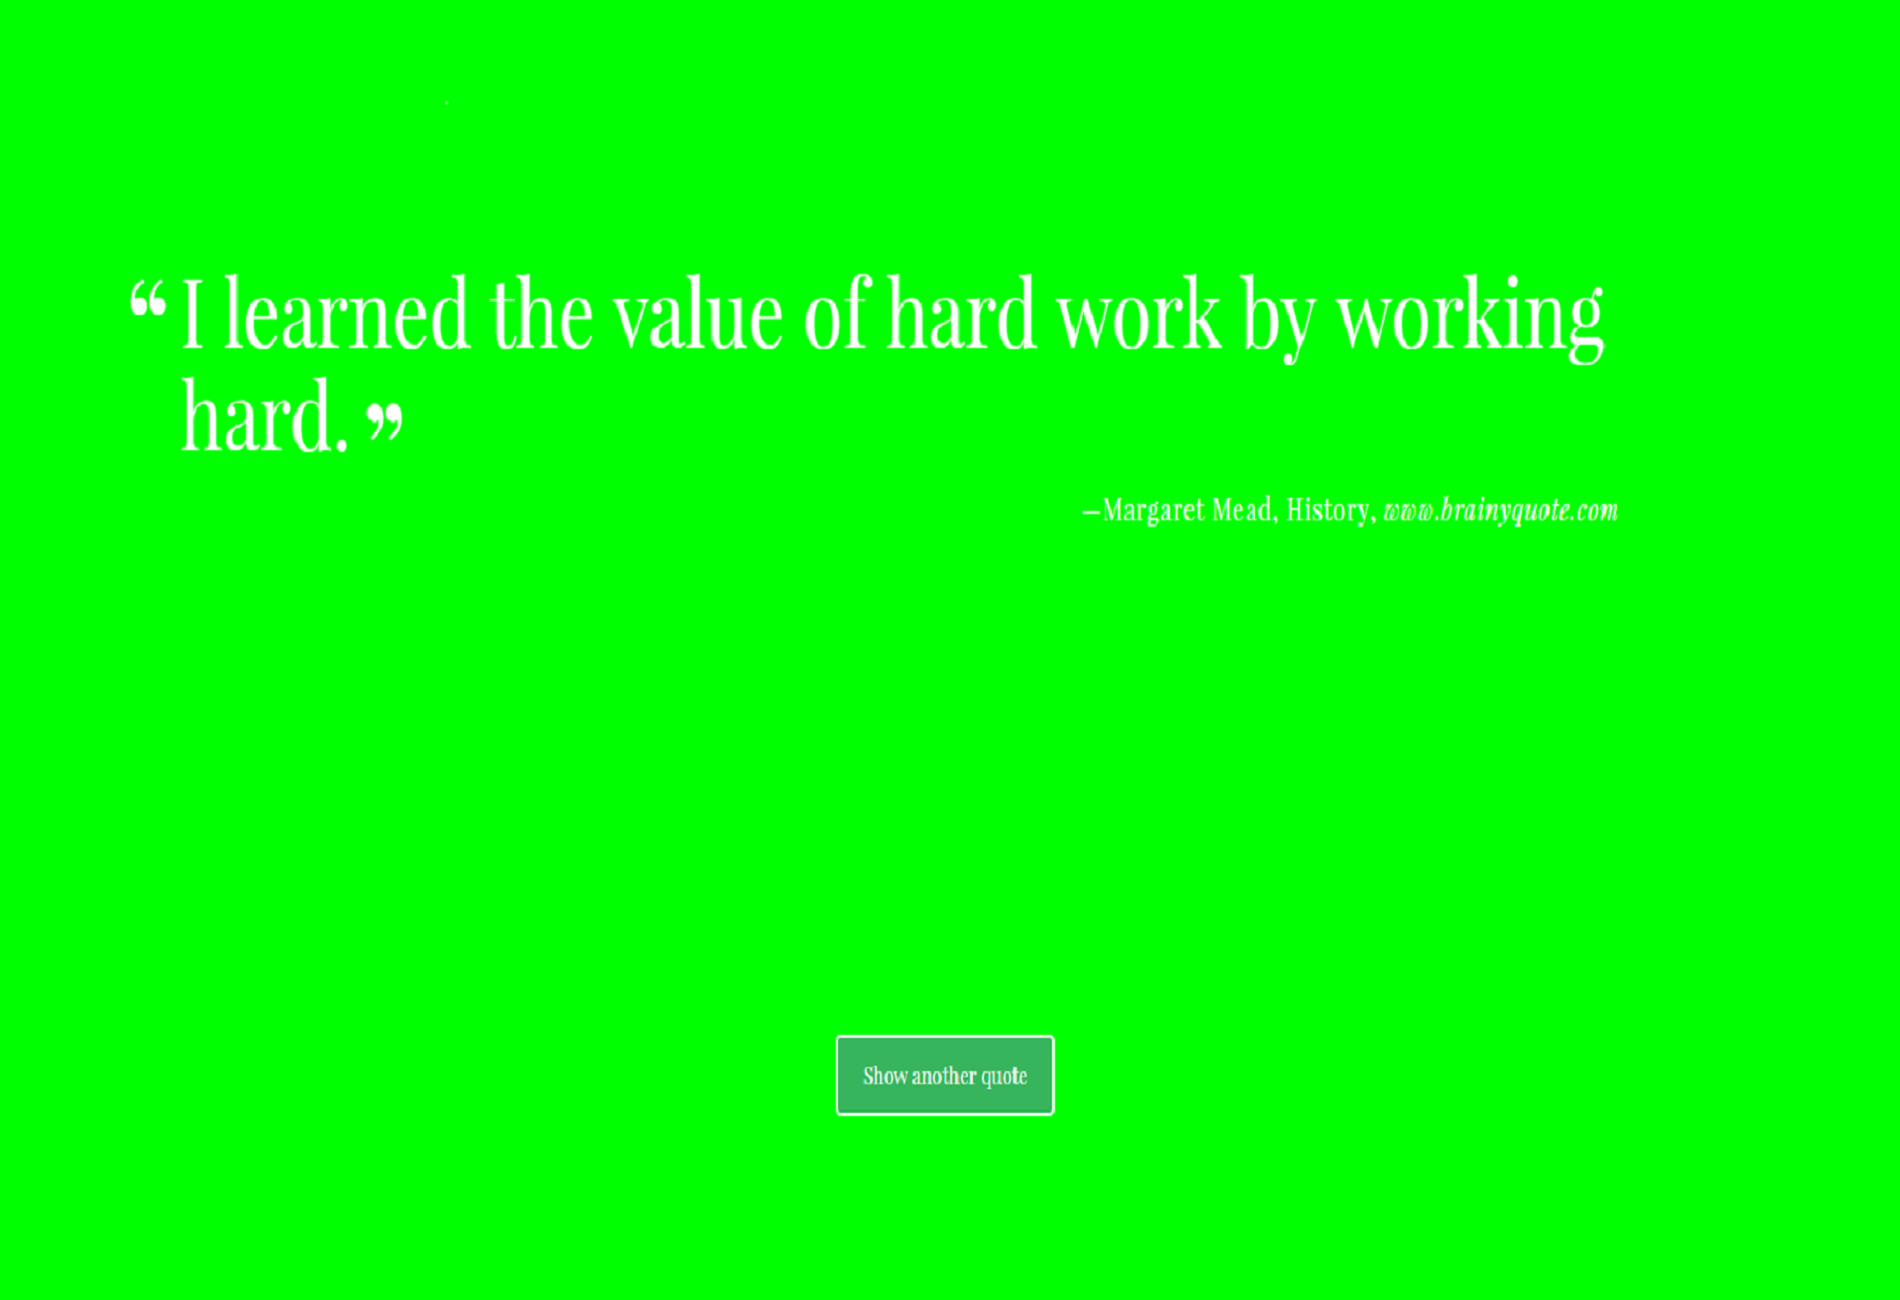 “I learned the value of hard work by working
hard.”
–Margaret Mead, History, www.brainyquote.com
Show another quote